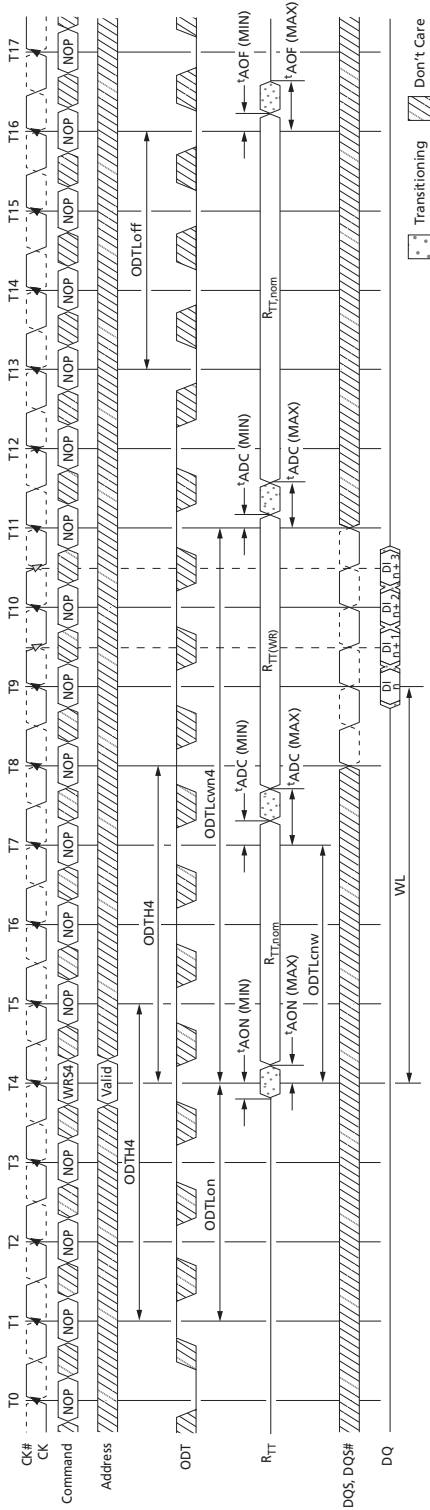 T0 T1 T2 T3 T4 T5 T6 T7 T8 T9 T10 T11 T12 T13 T14 T15 T16 T17
CK#
CK
Command NOP NOP NOP NOP WRS4 NOP NOP NOP NOP NOP NOP NOP NOP NOP NOP NOP NOP NOP
Address Valid
ODTH4 ODTH4 ODTLoff
ODT
ODTLon ODTLcwn4
tAON (MIN) tADC (MIN) tADC (MIN) tAOF (MIN)
RTT RTT,nom RTT(WR) RTT,nom
tAON (MAX) tADC (MAX) tADC (MAX) tAOF (MAX)
ODTLcnw
DQS, DQS#
DQ DI n DI n + 1 DI n + 2 DI n + 3
WL
Transitioning Don't Care